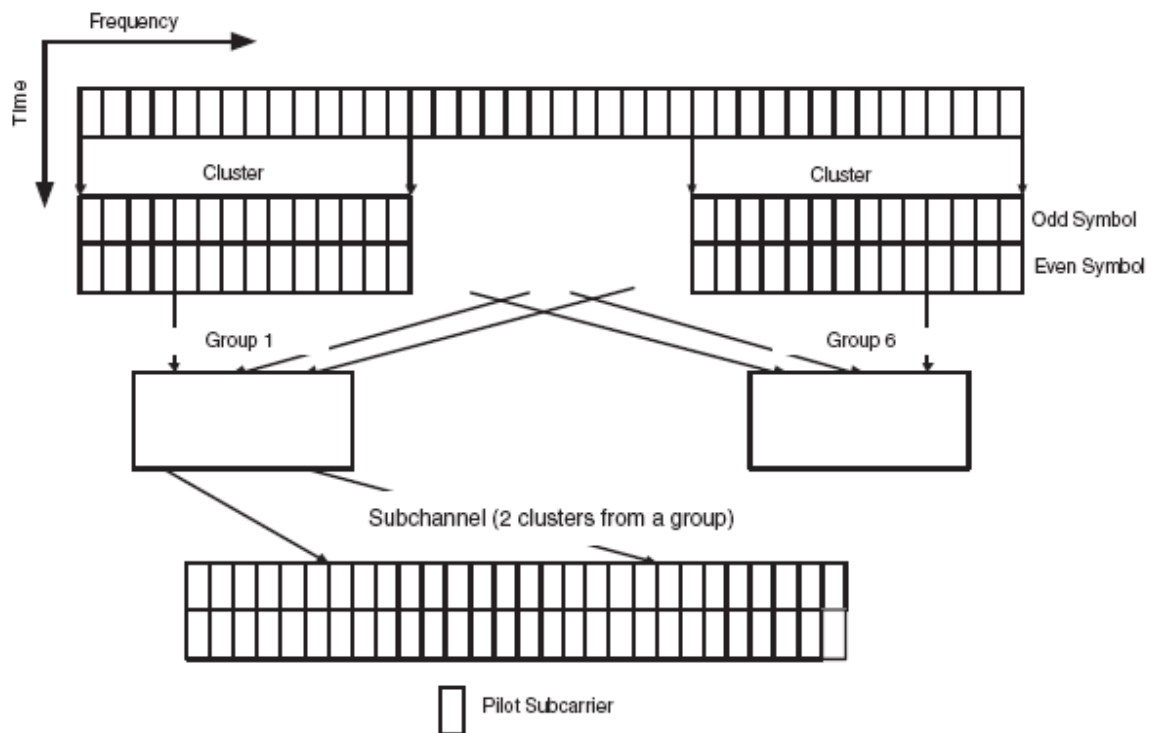 Frequency
Time
Cluster
Cluster
Odd Symbol
Even Symbol
Group 1
Group 6
Subchannel (2 clusters from a group)
Pilot Subcarrier